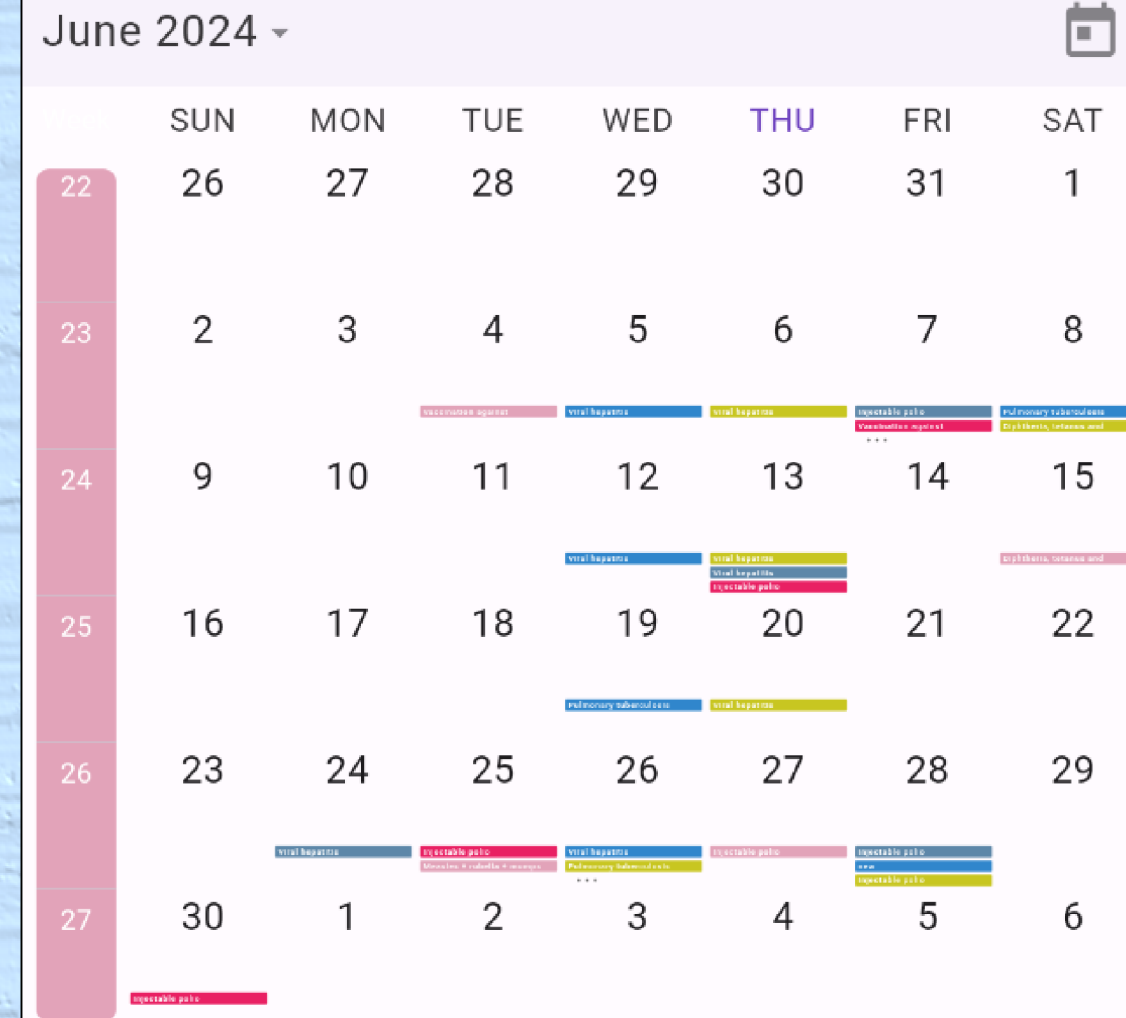 June 2024
SUN MON TUE WED THU FRI SAT
22 26 27 28 29 30 31 1
23 2 3 4 5 6 7 8
Vaccination against Viral hepatitis Viral hepatitis Injectable polio Pulmonary tuberculosis
Vaccination against Diphtheria, tetanus and
24 9 10 11 12 13 14 15
Viral hepatitis Viral hepatitis Diphtheria, tetanus and
Viral hepatitis
Injectable polio
25 16 17 18 19 20 21 22
Pulmonary tuberculosis Viral hepatitis
26 23 24 25 26 27 28 29
Viral hepatitis Injectable polio Viral hepatitis Injectable polio Injectable polio
Measles + rubella + mumps Pulmonary tuberculosis new
Injectable polio
27 30 1 2 3 4 5 6
Injectable polio